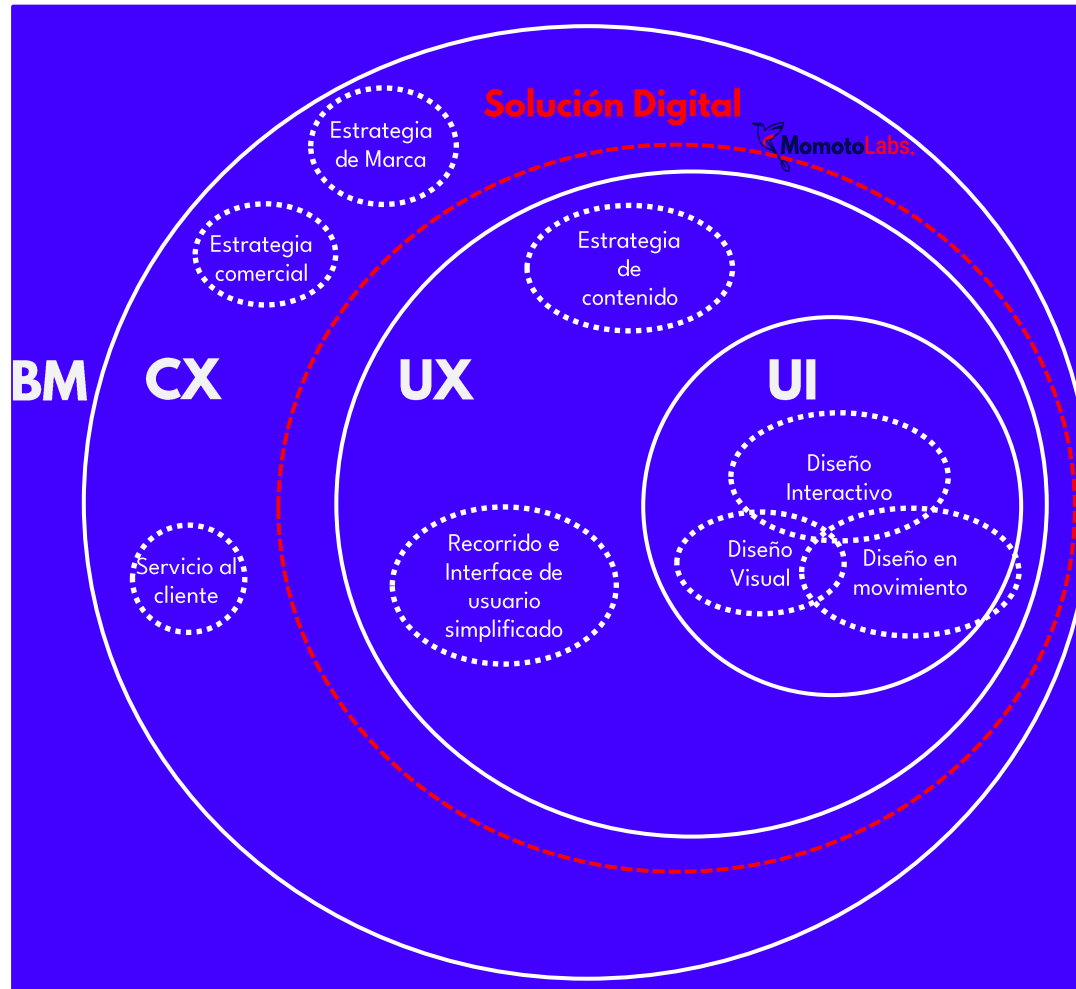 Solución Digital
MomotoLabs.
Estrategia
de Marca
Estrategia
comercial
Estrategia
de
contenido
BM
CX
UX
UI
Diseño
Interactivo
Diseño
Visual
Diseño en
movimiento
Servicio al
cliente
Recorrido e
Interface de
usuario
simplificado